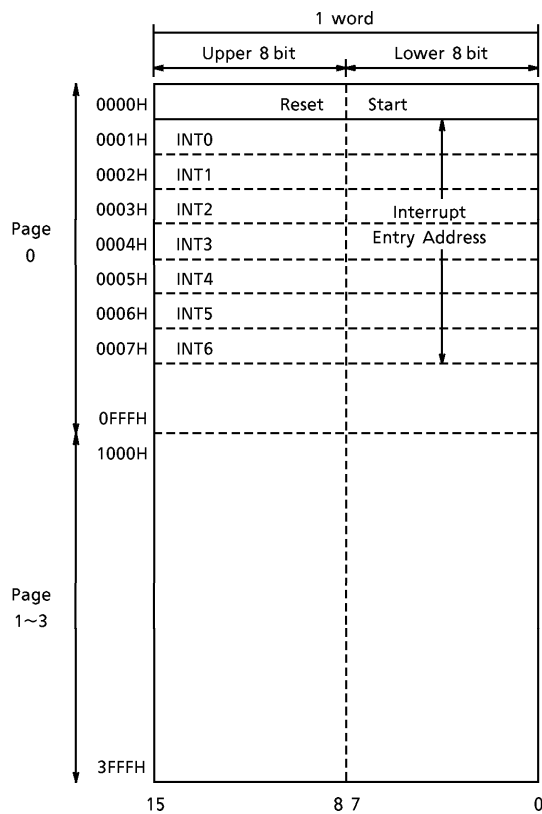 1 word
Upper 8 bit Lower 8 bit
0000H Reset Start
0001H INT0
0002H INT1
0003H INT2 Interrupt
Page 0004H INT3 Entry Address
0
0005H INT4
0006H INT5
0007H INT6
0FFFH
1000H
Page
1~3
3FFFH
15 8 7 0